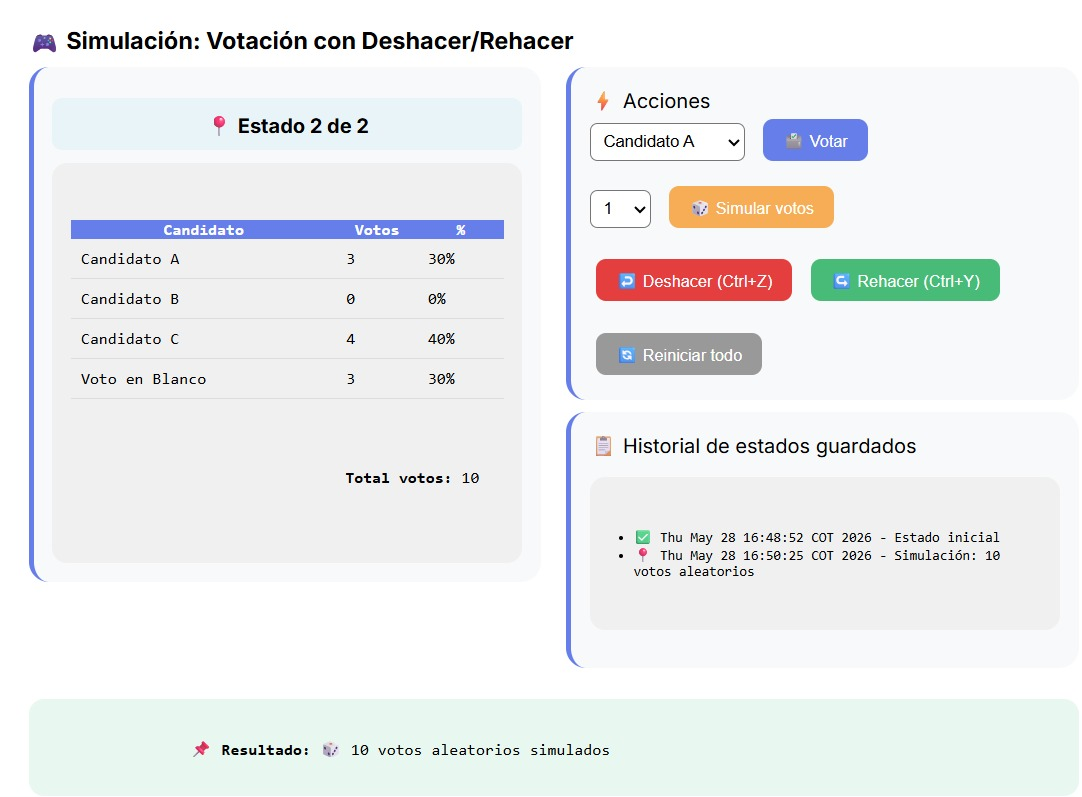 Simulación: Votación con Deshacer/Rehacer
Estado 2 de 2
Candidato Votos %
Candidato A 3 30%
Candidato B 0 0%
Candidato C 4 40%
Voto en Blanco 3 30%
Total votos: 10
Acciones
Candidato A Votar
1 Simular votos
Deshacer (Ctrl+Z) Rehacer (Ctrl+Y)
Reiniciar todo
Historial de estados guardados
Thu May 28 16:48:52 COT 2026 - Estado inicial
Thu May 28 16:50:25 COT 2026 - Simulación: 10
votos aleatorios
Resultado: 10 votos aleatorios simulados